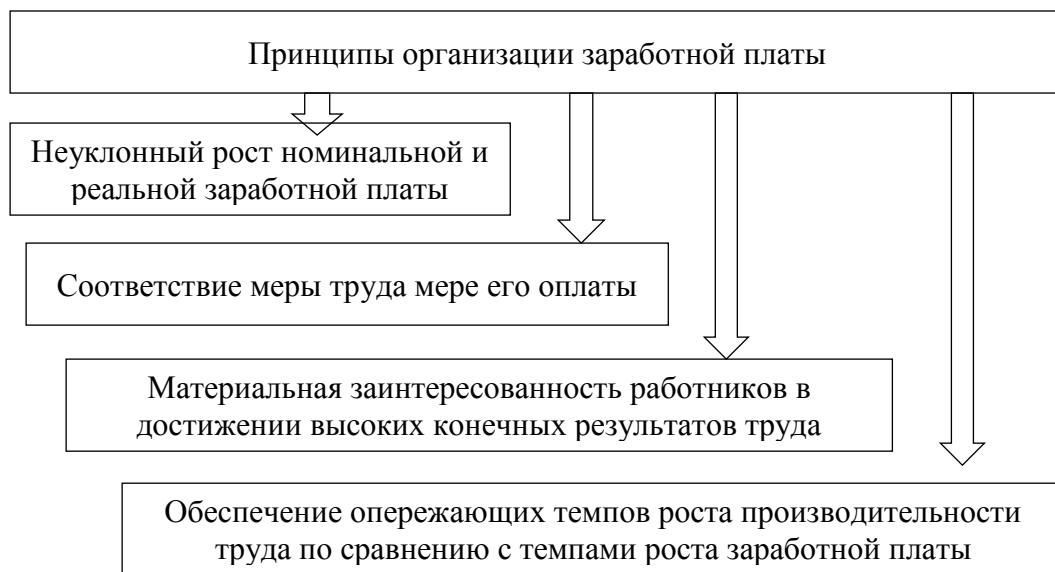 Принципы организации заработной платы
Неуклонный рост номинальной и
реальной заработной платы
Соответствие меры труда мере его оплаты
Материальная заинтересованность работников в
достижении высоких конечных результатов труда
Обеспечение опережающих темпов роста производительности
труда по сравнению с темпами роста заработной платы